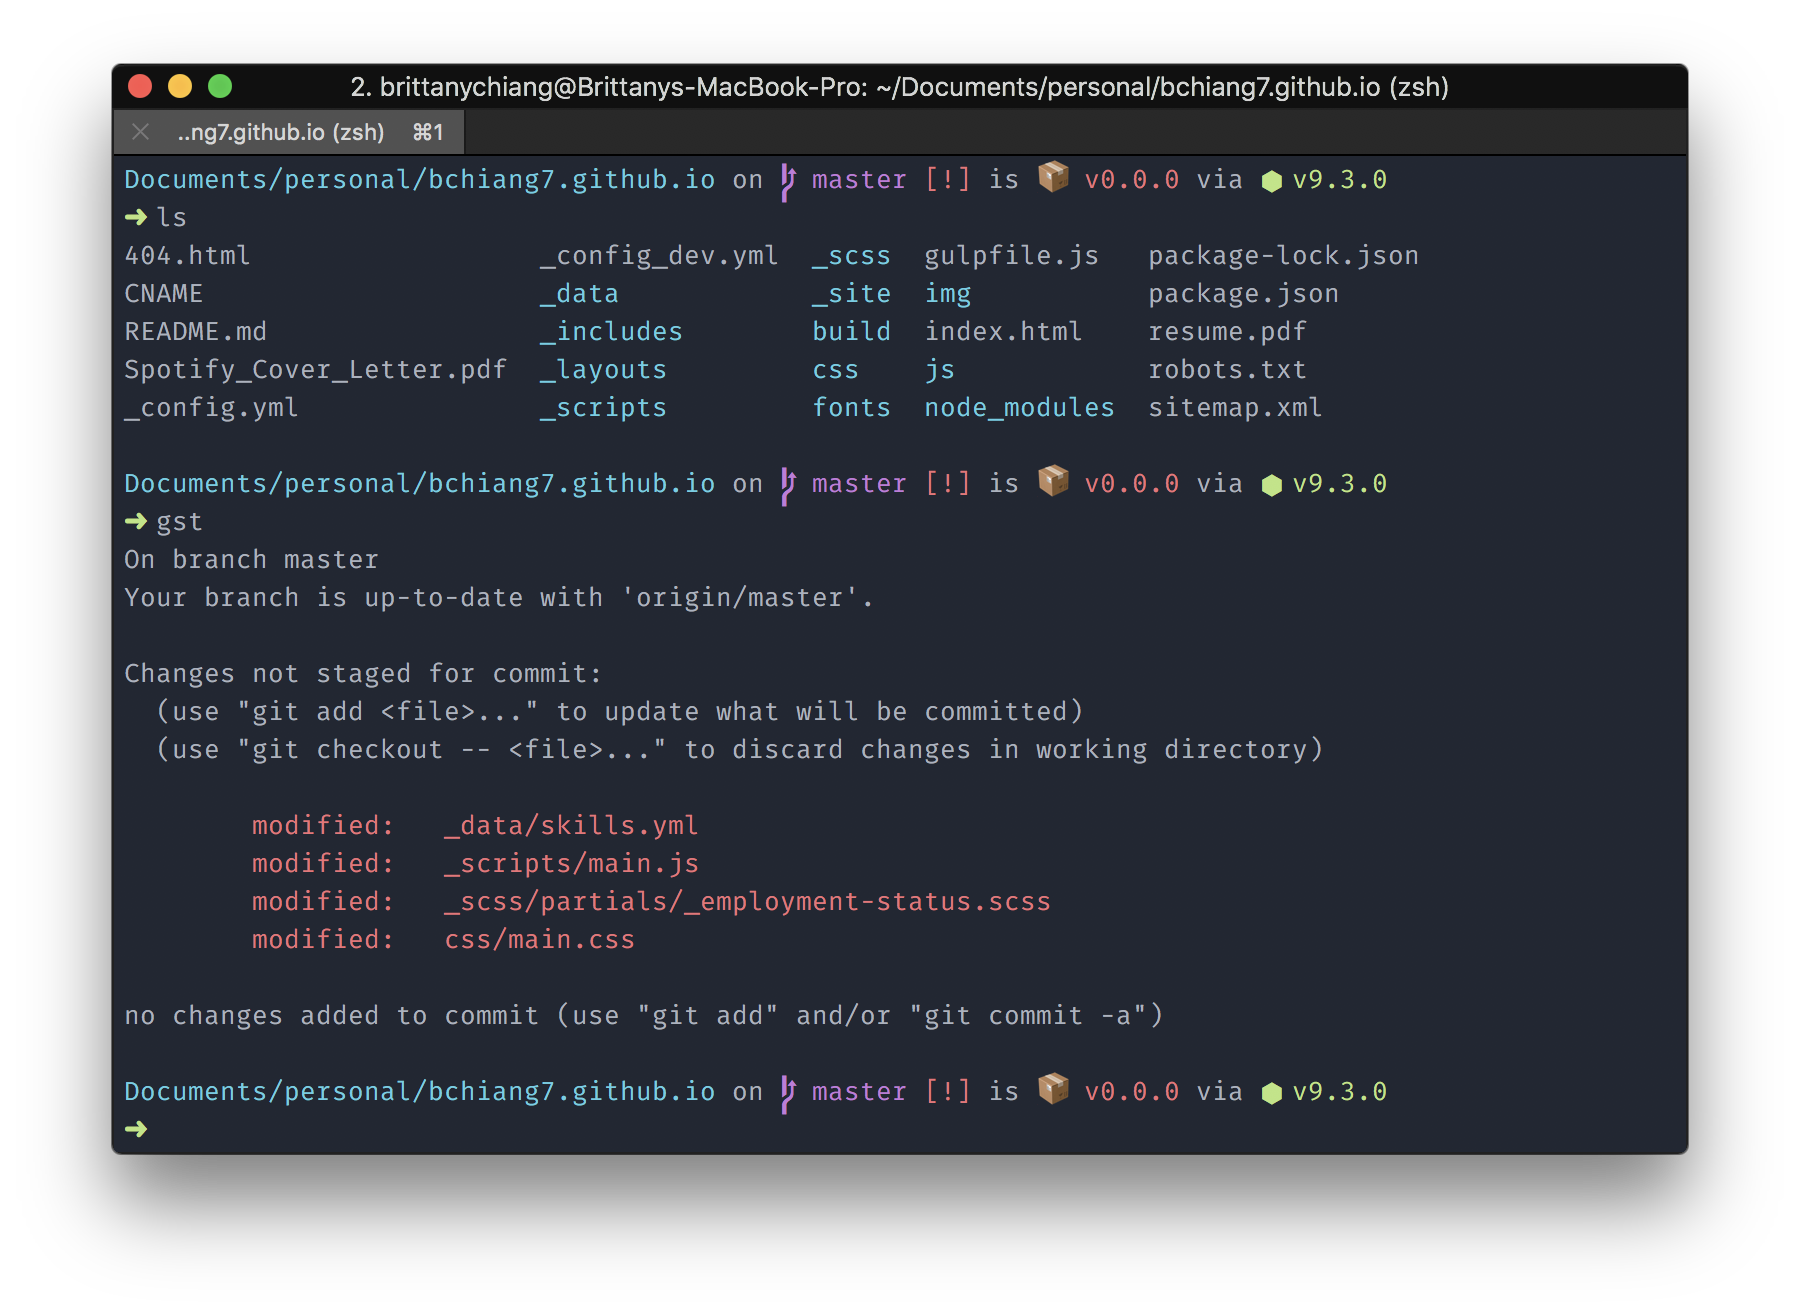 2. brittanychiang@Brittanys-MacBook-Pro: ~/Documents/personal/bchiang7.github.io (zsh)
..ng7.github.io (zsh) ⌘1
Documents/personal/bchiang7.github.io on master [!] is 📦 v0.0.0 via ⬢ v9.3.0
➜ ls
404.html _config_dev.yml _scss gulpfile.js package-lock.json
CNAME _data _site img package.json
README.md _includes build index.html resume.pdf
Spotify_Cover_Letter.pdf _layouts css js robots.txt
_config.yml _scripts fonts node_modules sitemap.xml
Documents/personal/bchiang7.github.io on master [!] is 📦 v0.0.0 via ⬢ v9.3.0
➜ gst
On branch master
Your branch is up-to-date with 'origin/master'.
Changes not staged for commit:
(use "git add <file>..." to update what will be committed)
(use "git checkout -- <file>..." to discard changes in working directory)
modified: _data/skills.yml
modified: _scripts/main.js
modified: _scss/partials/_employment-status.scss
modified: css/main.css
no changes added to commit (use "git add" and/or "git commit -a")
Documents/personal/bchiang7.github.io on master [!] is 📦 v0.0.0 via ⬢ v9.3.0
➜